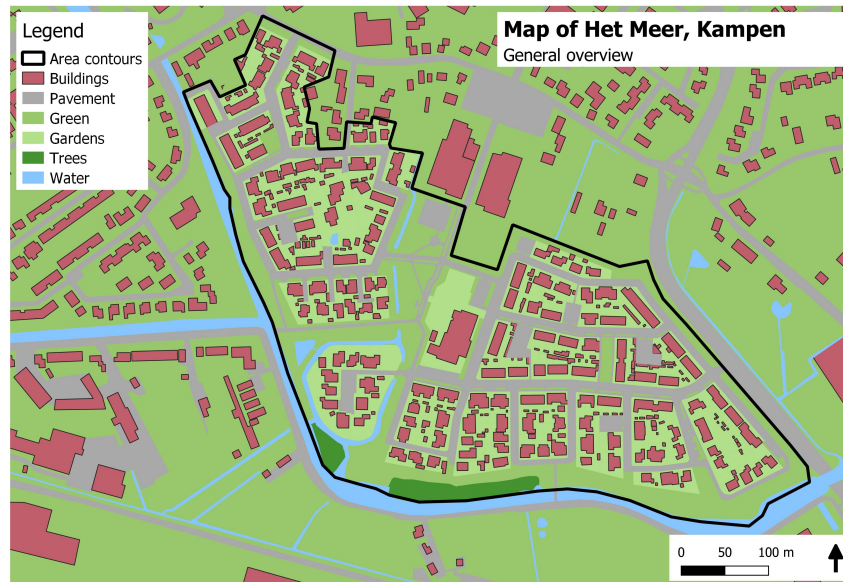 Legend
Area contours
Buildings
Pavement
Green
Gardens
Trees
Water
Map of Het Meer, Kampen
General overview
0 50 100 m